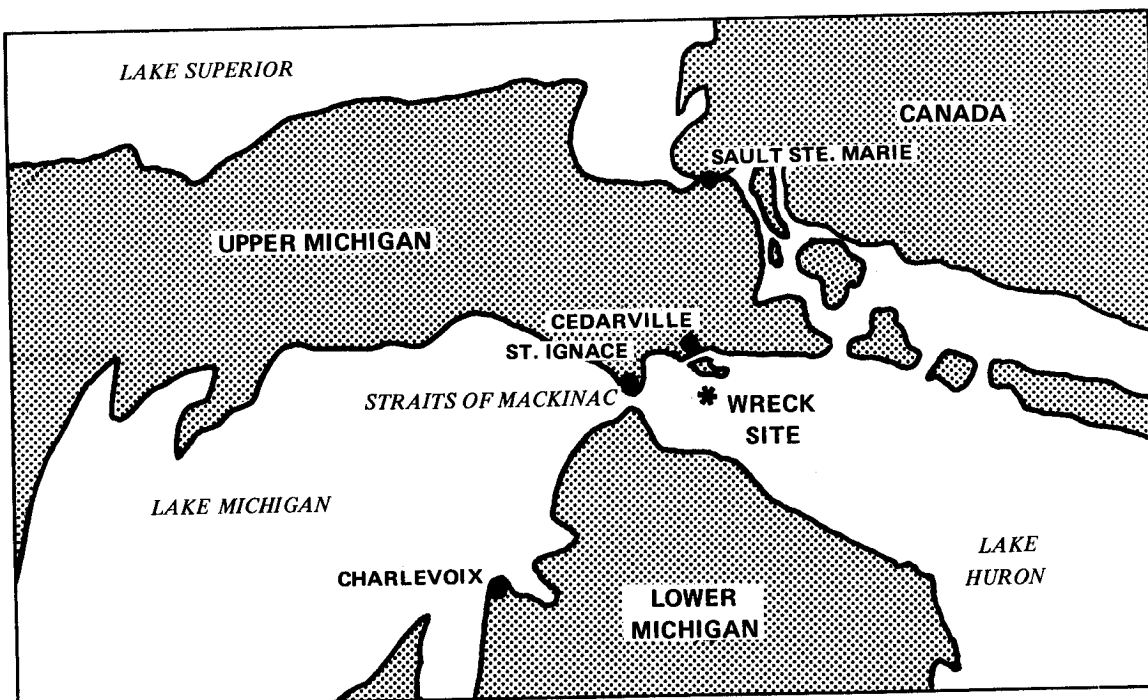 LAKE SUPERIOR
CANADA
SAULT STE. MARIE
UPPER MICHIGAN
CEDARVILLE
ST. IGNACE
STRAITS OF MACKINAC
* WRECK
SITE
LAKE MICHIGAN
LAKE
HURON
CHARLEVOIX
LOWER
MICHIGAN